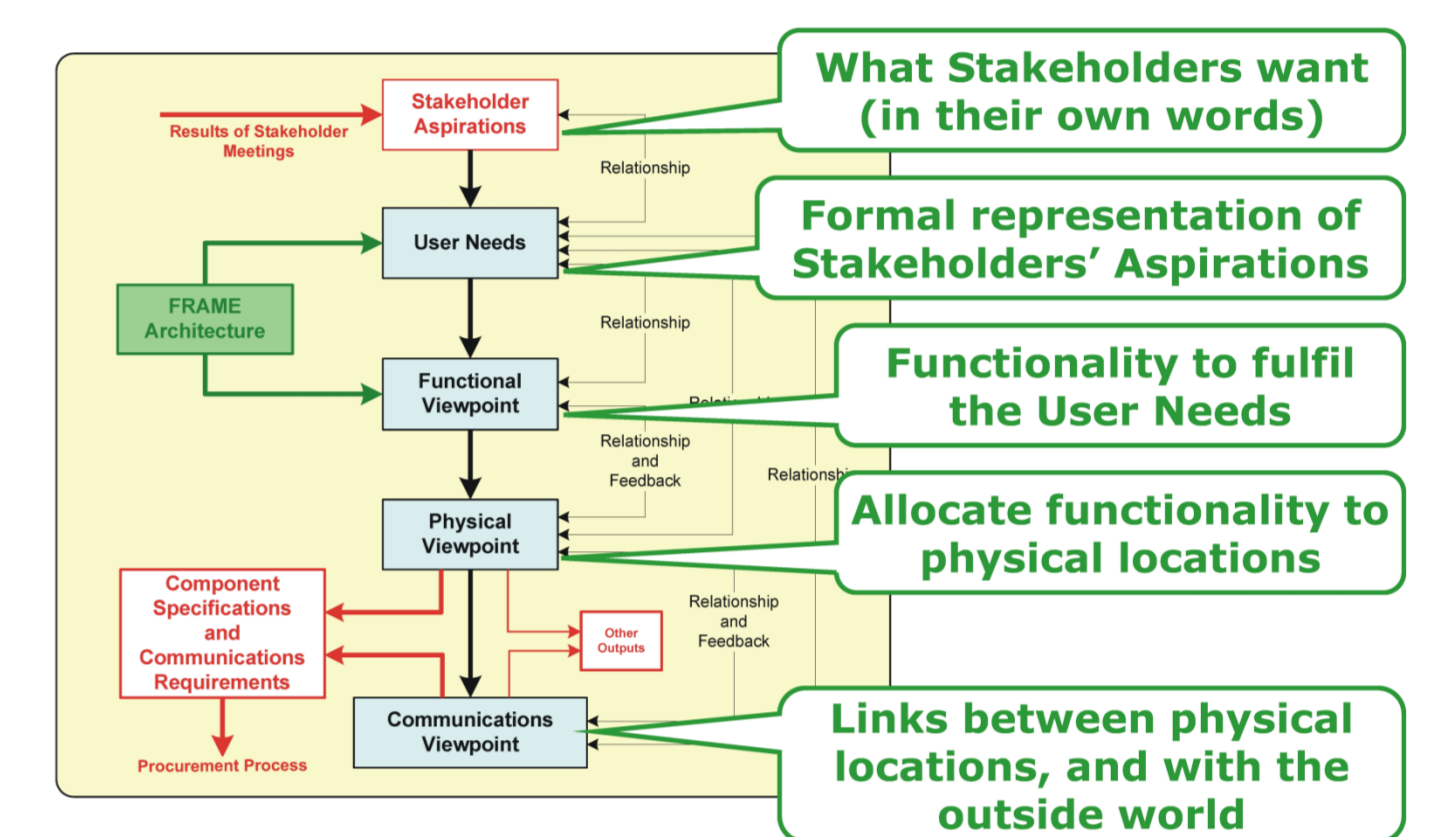 What Stakeholders want
(in their own words)
Stakeholder
Aspirations
Results of Stakeholder
Meetings
Relationship
Formal representation of
Stakeholders' Aspirations
User Needs
FRAME
Architecture
Relationship
Functionality to fulfil
the User Needs
Functional
Viewpoint
Relationship
and
Feedback
Allocate functionality to
physical locations
Physical
Viewpoint
Component
Specifications
and
Communications
Requirements
Relationship
and
Feedback
Other
Outputs
Links between physical
locations, and with the
outside world
Communications
Viewpoint
Procurement Process